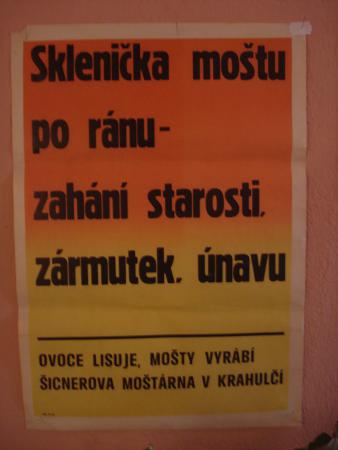 Sklenička moštu
po ránu-
zahání starosti,
zármutek, únavu
OVOCE LISUJE, MOŠTY VYRÁBÍ
ŠICNEROVA MOŠTÁRNA V KRAHULČÍ